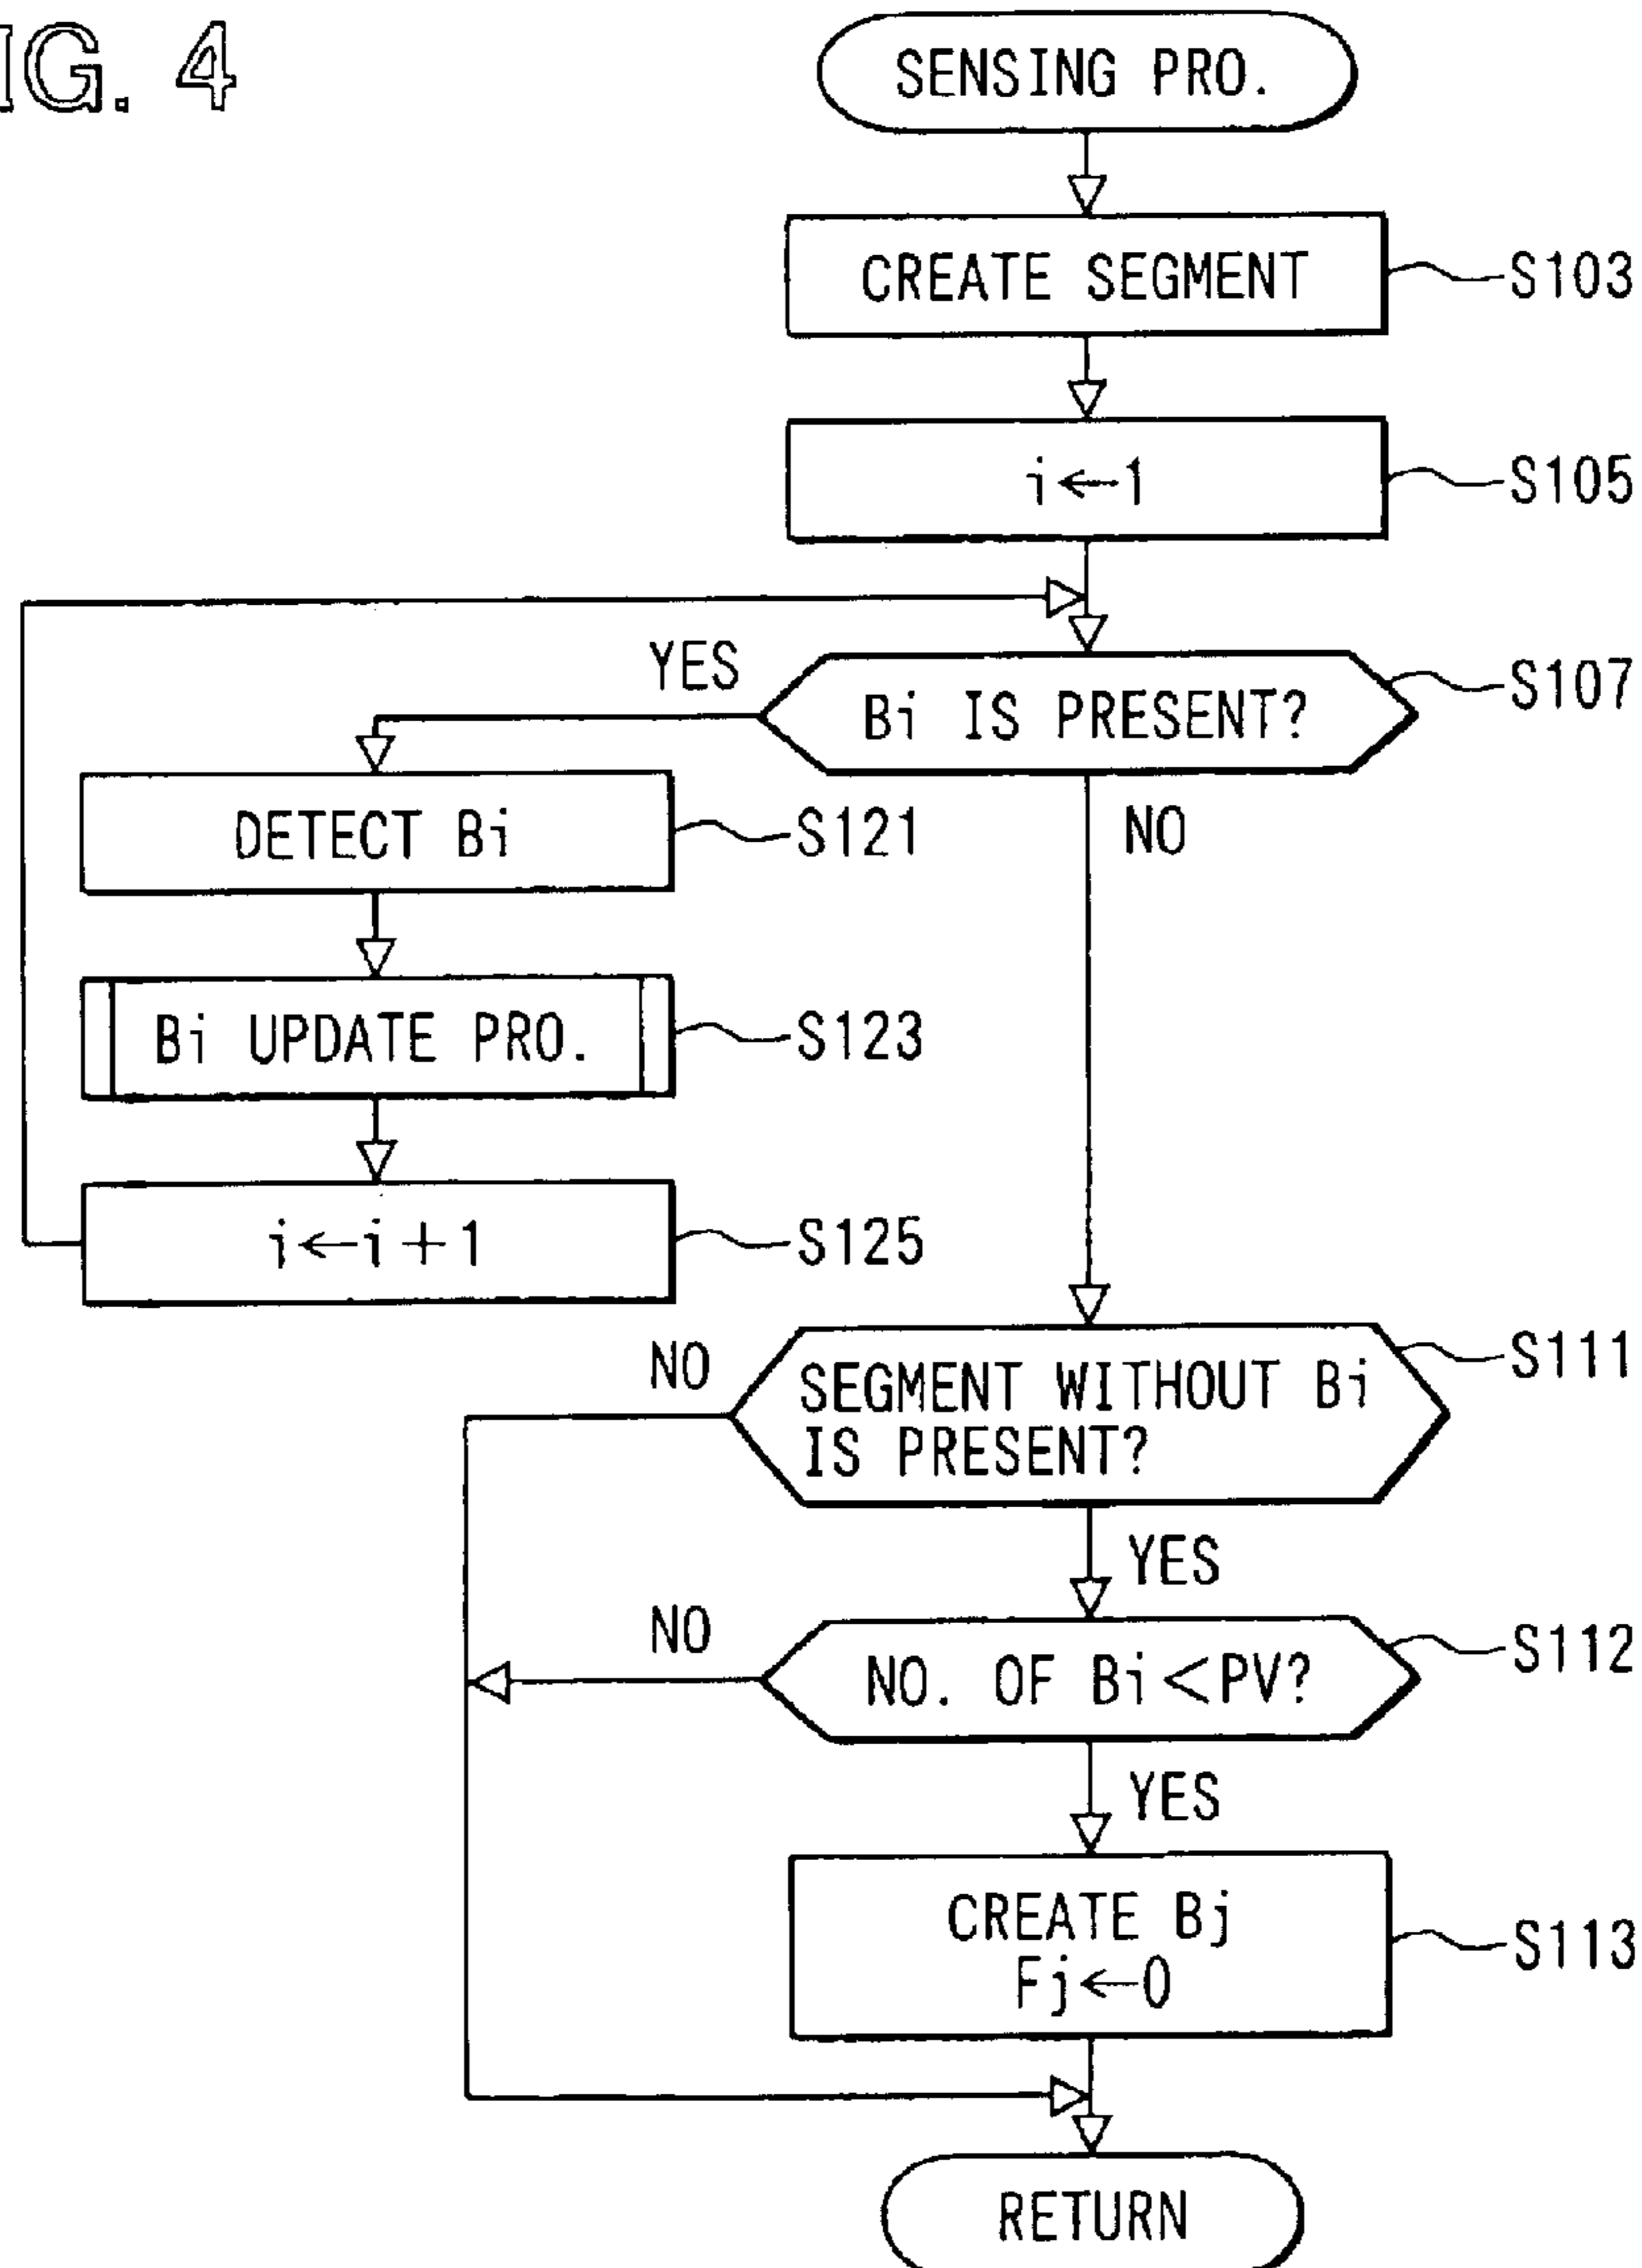 IG. 4
SENSING PRO.
CREATE SEGMENT
S103
i←1
S105
YES
Bi IS PRESENT?
S107
NO
DETECT Bi
S121
Bi UPDATE PRO.
S123
i←i+1
S125
NO
SEGMENT WITHOUT Bi
IS PRESENT?
S111
YES
NO
NO. OF Bi<PV?
S112
YES
CREATE Bj
Fj←0
S113
RETURN